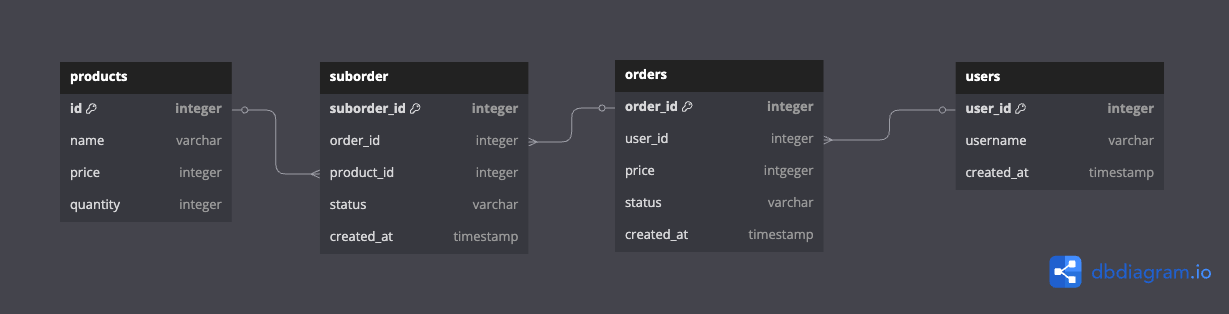 products
id integer
name varchar
price integer
quantity integer
suborder
suborder_id integer
order_id integer
product_id integer
status varchar
created_at timestamp
orders
order_id integer
user_id integer
price intgeger
status varchar
created_at timestamp
users
user_id integer
username varchar
created_at timestamp
dbdiagram.io